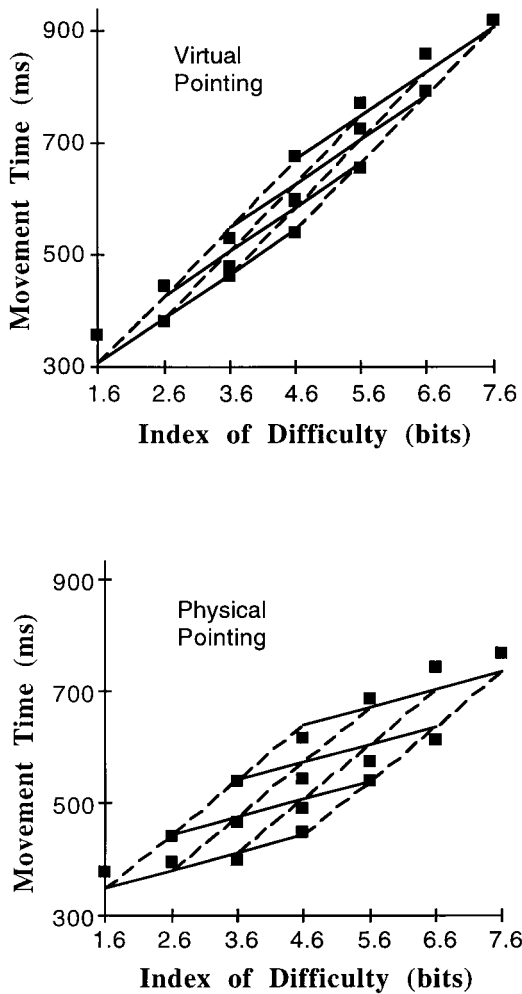 900
Virtual
Pointing
700
500
300
Movement Time (ms)
1.6 2.6 3.6 4.6 5.6 6.6 7.6
Index of Difficulty (bits)
900
Physical
Pointing
700
500
300
Movement Time (ms)
1.6 2.6 3.6 4.6 5.6 6.6 7.6
Index of Difficulty (bits)